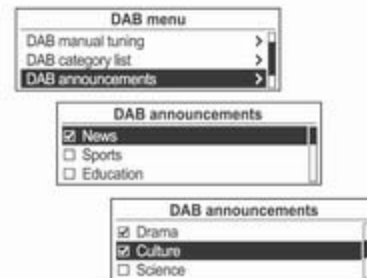 DAB menu
DAB manual tuning
DAB category list
DAB announcements
DAB announcements
News
Sports
Education
DAB announcements
Drama
Culture
Science